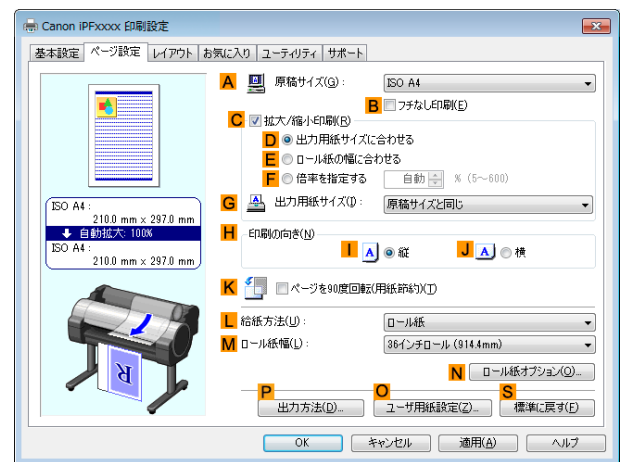 Canon iPFxxxx 印刷設定
基本設定 ページ設定 レイアウト お気に入り ユーティリティ サポート
A 原稿サイズ(G): ISO A4
B フチなし印刷(E)
C 拡大/縮小印刷(R)
D 出力用紙サイズに合わせる
E ロール紙の幅に合わせる
F 倍率を指定する 自動 % (5～600)
G 出力用紙サイズ(I): 原稿サイズと同じ
ISO A4:
210.0 mm x 297.0 mm
自動拡大: 100%
ISO A4:
210.0 mm x 297.0 mm
H 印刷の向き(N)
I A 縦 J A 横
K ページを90度回転(用紙節約)(T)
L 給紙方法(U): ロール紙
M ロール紙幅(L): 36インチロール (914.4mm)
N ロール紙オプション(O)...
P O S
出力方法(D)... ユーザ用紙設定(Z)... 標準に戻す(F)
R
OK キャンセル 適用(A) ヘルプ